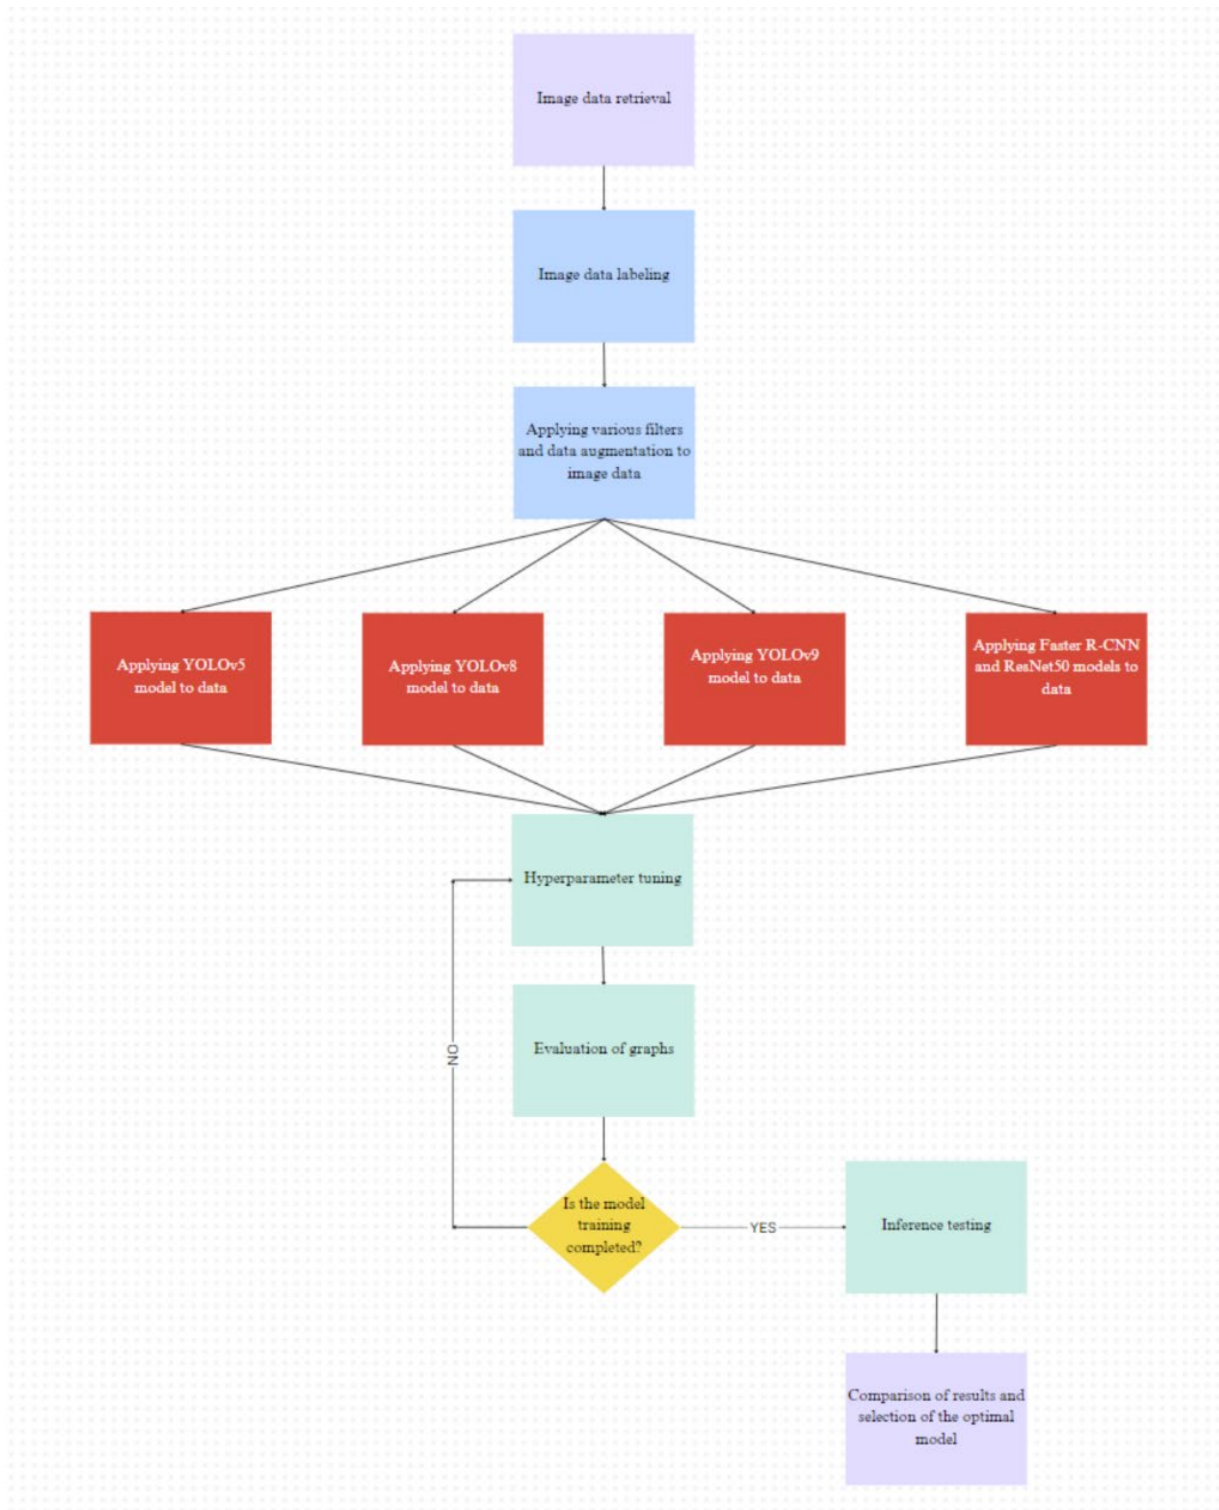 Image data retrieval
Image data labeling
Applying various filters
and data augmentation to
image data
Applying YOLOv5
model to data
Applying YOLOv8
model to data
Applying YOLOv9
model to data
Applying Faster R-CNN
and ResNet50 models to
data
Hyperparameter tuning
Evaluation of graphs
NO
Is the model
training
completed?
YES
Inference testing
Comparison of results and
selection of the optimal
model